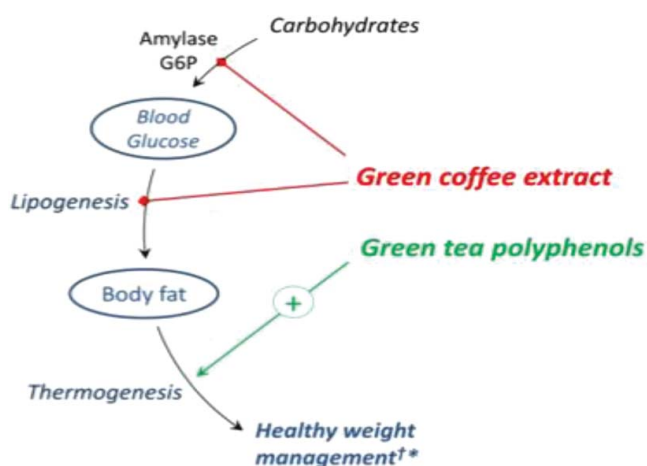 Carbohydrates
Amylase
G6P
Blood
Glucose
Green coffee extract
Lipogenesis
Green tea polyphenols
Body fat
+
Thermogenesis
Healthy weight
management†*